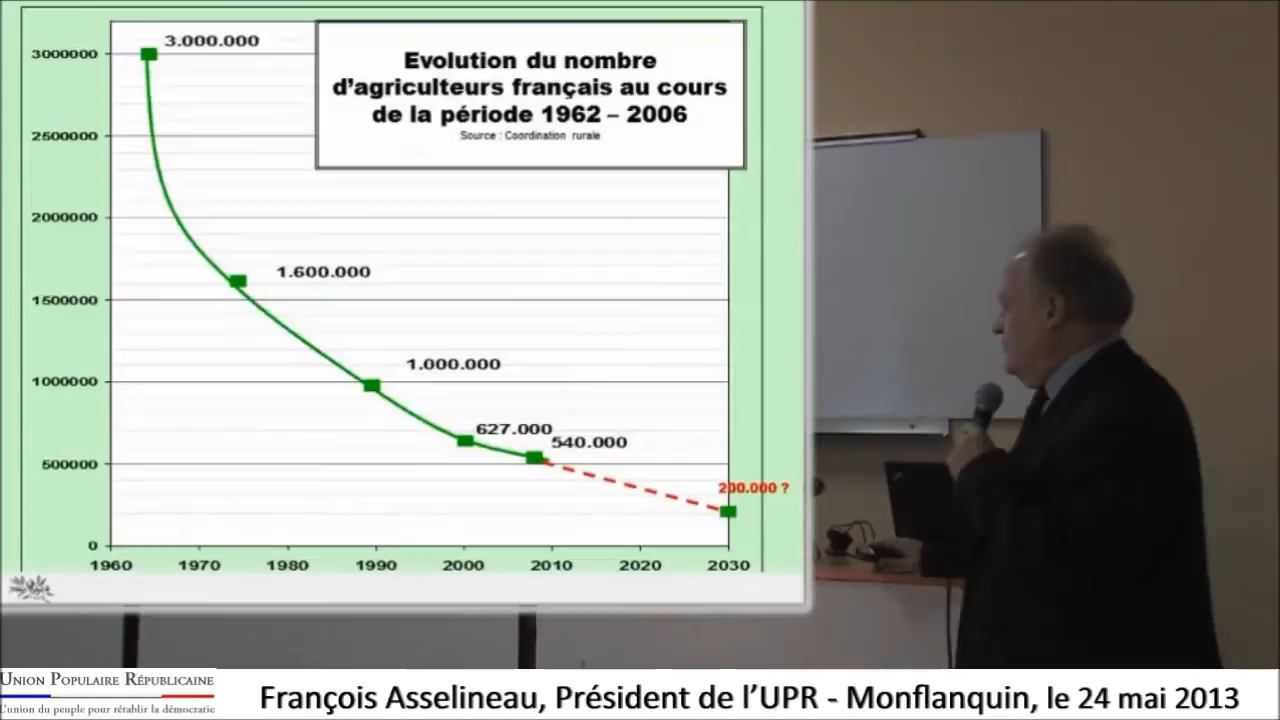 3.000.000
Evolution du nombre
d'agriculteurs français au cours
de la période 1962 – 2006
Source : Coordination rurale
3000000
2500000
2000000
1500000
1000000
500000
0
1.600.000
1.000.000
627.000
540.000
200.000 ?
1960 1970 1980 1990 2000 2010 2020 2030
UNION POPULAIRE RÉPUBLICAINE
L'union du peuple pour rétablir la démocratie
François Asselineau, Président de l'UPR - Monflanquin, le 24 mai 2013